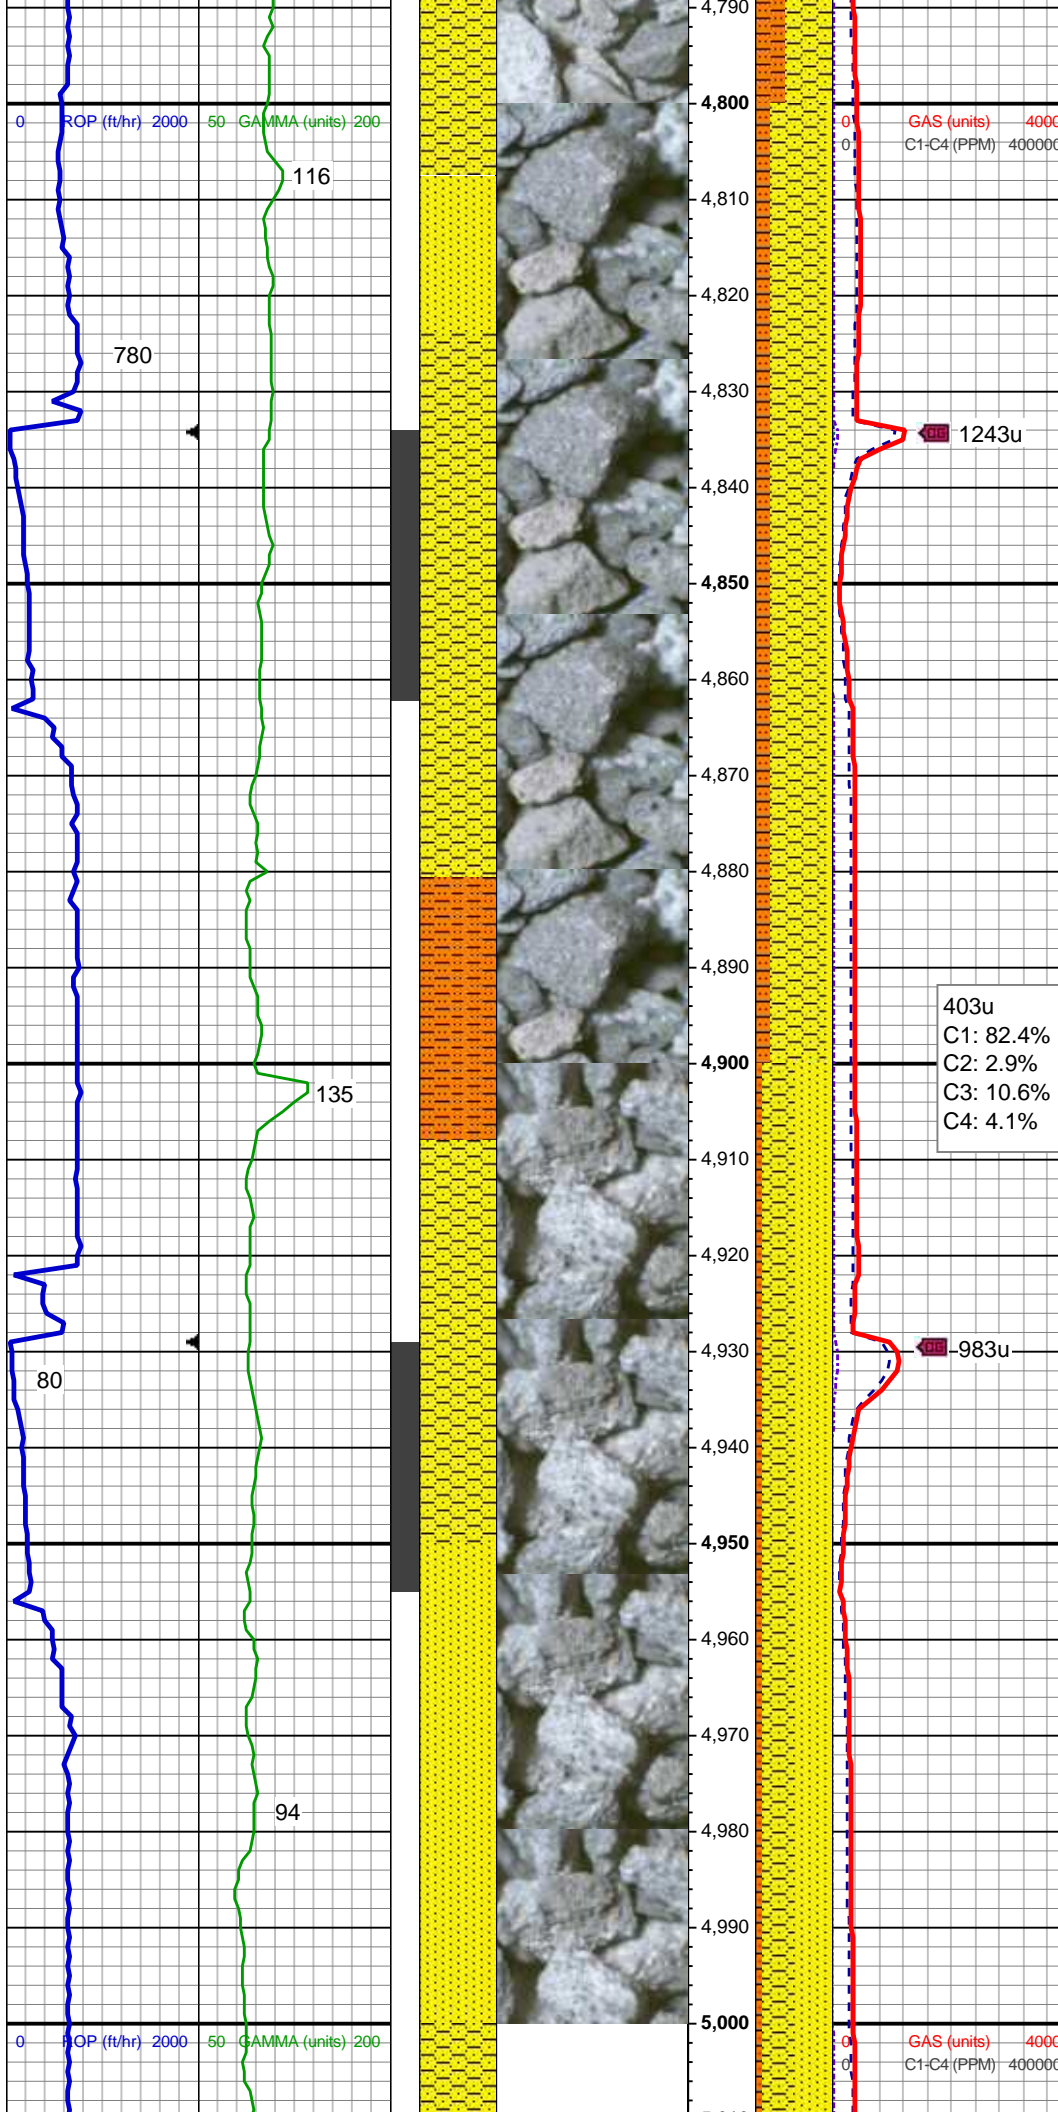 4,790
4,800
0 ROP (ft/hr) 2000 50 GAMMA (units) 200
0 GAS (units) 4000
0 C1-C4 (PPM) 400000
116
4,810
4,820
780
4,830
CG 1243u
4,840
4,850
4,860
4,870
4,880
4,890
403u
C1: 82.4%
C2: 2.9%
C3: 10.6%
C4: 4.1%
4,900
135
4,910
4,920
4,930
CG 983u
80
4,940
4,950
4,960
4,970
94
4,980
4,990
5,000
0 ROP (ft/hr) 2000 50 GAMMA (units) 200
0 GAS (units) 4000
0 C1-C4 (PPM) 400000